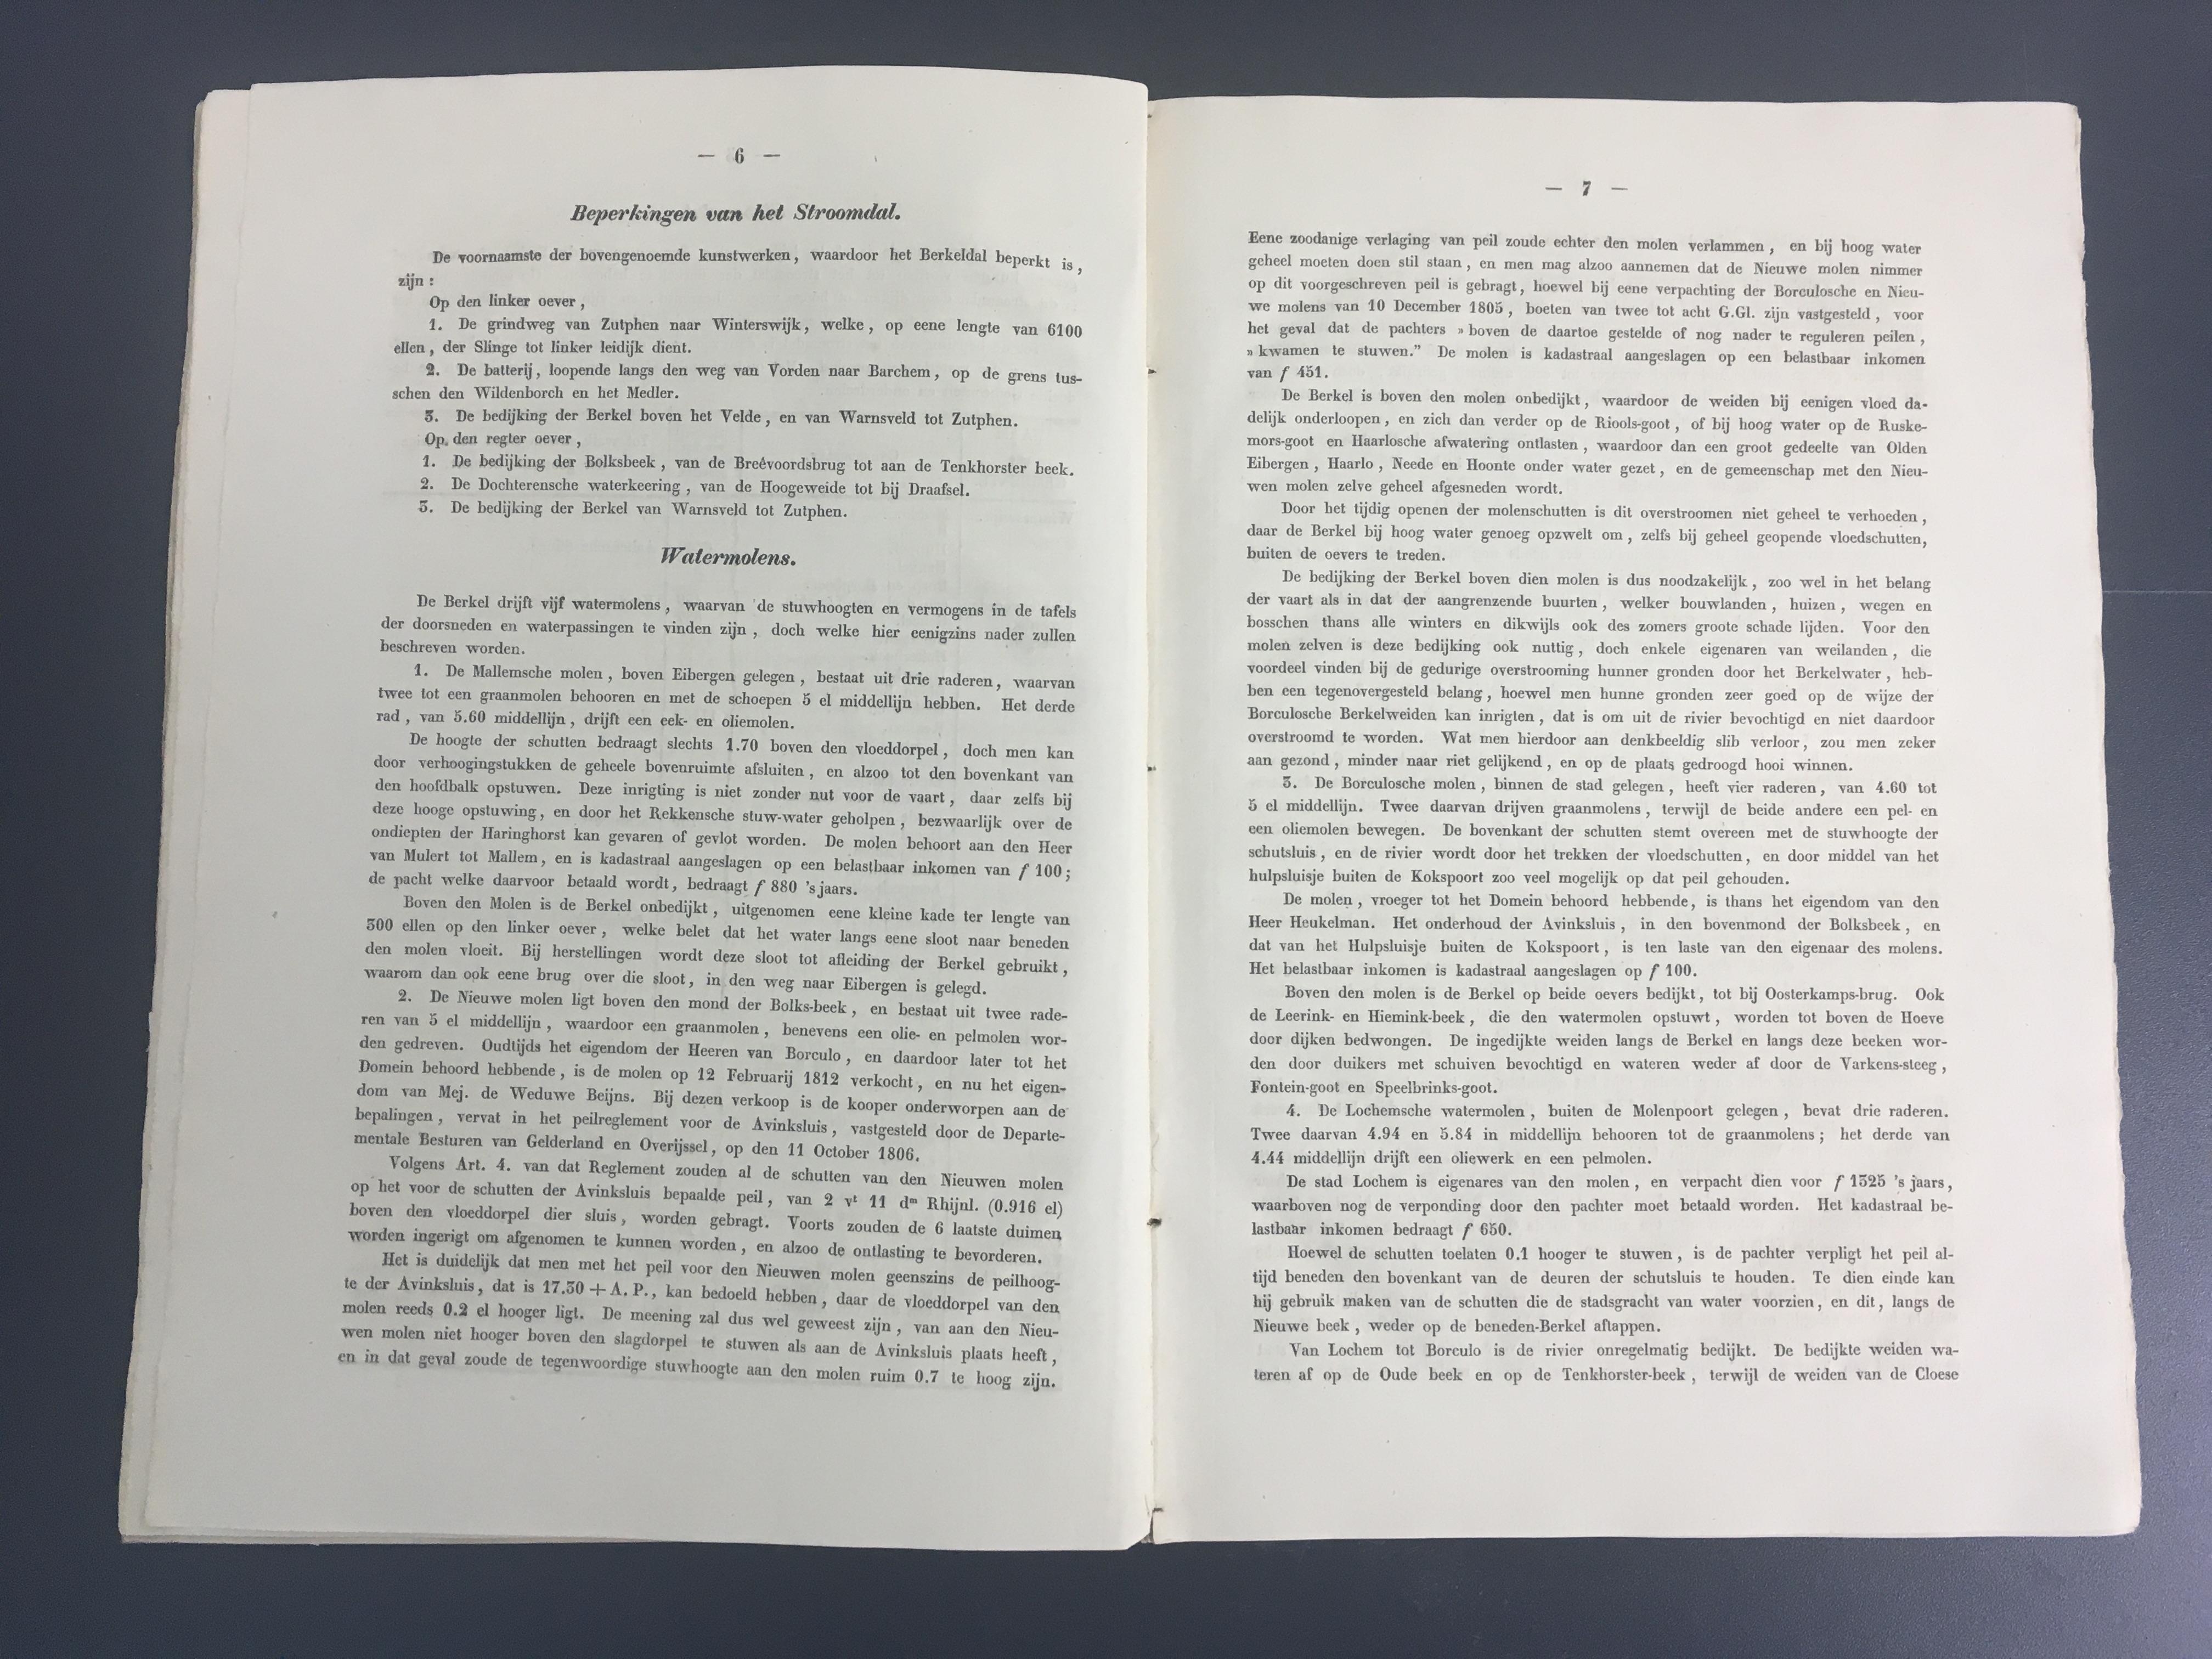 — 6 —
Beperkingen van het Stroomdal.
De voornaamste der bovengenoemde kunstwerken, waardoor het Berkeldal beperkt is,
zijn:
Op den linker oever,
1. De grindweg van Zutphen naar Winterswijk, welke, op eene lengte van 6100
ellen, der Slinge tot linker leidijk dient.
2. De batterij, loopende langs den weg van Vorden naar Barchem, op de grens tus-
schen den Wildenborch en het Medler.
3. De bedijking der Berkel boven het Velde, en van Warnsveld tot Zutphen.
Op den regter oever,
1. De bedijking der Bolksbeek, van de Breêvoordsbrug tot aan de Tenkhorster beek.
2. De Dochterensche waterkeering, van de Hoogeweide tot bij Draafsel.
3. De bedijking der Berkel van Warnsveld tot Zutphen.
Watermolens.
De Berkel drijft vijf watermolens, waarvan de stuwhoogten en vermogens in de tafels
der doorsneden en waterpassingen te vinden zijn, doch welke hier eenigzins nader zullen
beschreven worden.
1. De Mallemsche molen, boven Eibergen gelegen, bestaat uit drie raderen, waarvan
twee tot een graanmolen behooren en met de schoepen 5 el middellijn hebben. Het derde
rad, van 5.60 middellijn, drijft een eek- en oliemolen.
De hoogte der schutten bedraagt slechts 1.70 boven den vloeddorpel, doch men kan
door verhoogingstukken de geheele bovenruimte afsluiten, en alzoo tot den bovenkant van
den hoofdbalk opstuwen. Deze inrigting is niet zonder nut voor de vaart, daar zelfs bij
deze hooge opstuwing, en door het Rekkensche stuw-water geholpen, bezwaarlijk over de
ondiepten der Haringhorst kan gevaren of gevlot worden. De molen behoort aan den Heer
van Mulert tot Mallem, en is kadastraal aangeslagen op een belastbaar inkomen van f 100;
de pacht welke daarvoor betaald wordt, bedraagt f 880 's jaars.
Boven den Molen is de Berkel onbedijkt, uitgenomen eene kleine kade ter lengte van
300 ellen op den linker oever, welke belet dat het water langs eene sloot naar beneden
den molen vloeit. Bij herstellingen wordt deze sloot tot afleiding der Berkel gebruikt,
waarom dan ook eene brug over die sloot, in den weg naar Eibergen is gelegd.
2. De Nieuwe molen ligt boven den mond der Bolks-beek, en bestaat uit twee rade-
ren van 5 el middellijn, waardoor een graanmolen, benevens een olie- en pelmolen wor-
den gedreven. Oudtijds het eigendom der Heeren van Borculo, en daardoor later tot het
Domein behoord hebbende, is de molen op 12 Februarij 1812 verkocht, en nu het eigen-
dom van Mej. de Weduwe Beijns. Bij dezen verkoop is de kooper onderworpen aan de
bepalingen, vervat in het peilreglement voor de Avinksluis, vastgesteld door de Departe-
mentale Besturen van Gelderland en Overijssel, op den 11 October 1806.
Volgens Art. 4. van dat Reglement zouden al de schutten van den Nieuwen molen
op het voor de schutten der Avinksluis bepaalde peil, van 2 vt 11 dm Rhijnl. (0.916 el)
boven den vloeddorpel dier sluis, worden gebragt. Voorts zouden de 6 laatste duimen
worden ingerigt om afgenomen te kunnen worden, en alzoo de ontlasting te bevorderen.
Het is duidelijk dat men met het peil voor den Nieuwen molen geenszins de peilhoog-
te der Avinksluis, dat is 17.30 + A. P., kan bedoeld hebben, daar de vloeddorpel van den
molen reeds 0.2 el hooger ligt. De meening zal dus wel geweest zijn, van aan den Nieu-
wen molen niet hooger boven den slagdorpel te stuwen als aan de Avinksluis plaats heeft,
en in dat geval zoude de tegenwoordige stuwhoogte aan den molen ruim 0.7 te hoog zijn.
— 7 —
Eene zoodanige verlaging van peil zoude echter den molen verlammen, en bij hoog water
geheel moeten doen stil staan, en men mag alzoo aannemen dat de Nieuwe molen nimmer
op dit voorgeschreven peil is gebragt, hoewel bij eene verpachting der Borculosche en Nieu-
we molens van 10 December 1805, boeten van twee tot acht G.Gl. zijn vastgesteld, voor
het geval dat de pachters » boven de daartoe gestelde of nog nader te reguleren peilen,
» kwamen te stuwen.” De molen is kadastraal aangeslagen op een belastbaar inkomen
van f 451.
De Berkel is boven den molen onbedijkt, waardoor de weiden bij eenigen vloed da-
delijk onderloopen, en zich dan verder op de Riools-goot, of bij hoog water op de Ruske-
mors-goot en Haarlosche afwatering ontlasten, waardoor dan een groot gedeelte van Olden
Eibergen, Haarlo, Neede en Hoonte onder water gezet, en de gemeenschap met den Nieu-
wen molen zelve geheel afgesneden wordt.
Door het tijdig openen der molenschutten is dit overstroomen niet geheel te verhoeden,
daar de Berkel bij hoog water genoeg opzwelt om, zelfs bij geheel geopende vloedschutten,
buiten de oevers te treden.
De bedijking der Berkel boven dien molen is dus noodzakelijk, zoo wel in het belang
der vaart als in dat der aangrenzende buurten, welker bouwlanden, huizen, wegen en
bosschen thans alle winters en dikwijls ook des zomers groote schade lijden. Voor den
molen zelven is deze bedijking ook nuttig, doch enkele eigenaren van weilanden, die
voordeel vinden bij de gedurige overstrooming hunner gronden door het Berkelwater, heb-
ben een tegenovergesteld belang, hoewel men hunne gronden zeer goed op de wijze der
Borculosche Berkelweiden kan inrigten, dat is om uit de rivier bevochtigd en niet daardoor
overstroomd te worden. Wat men hierdoor aan denkbeeldig slib verloor, zou men zeker
aan gezond, minder naar riet gelijkend, en op de plaats gedroogd hooi winnen.
3. De Borculosche molen, binnen de stad gelegen, heeft vier raderen, van 4.60 tot
5 el middellijn. Twee daarvan drijven graanmolens, terwijl de beide andere een pel- en
een oliemolen bewegen. De bovenkant der schutten stemt overeen met de stuwhoogte der
schutsluis, en de rivier wordt door het trekken der vloedschutten, en door middel van het
hulpsluisje buiten de Kokspoort zoo veel mogelijk op dat peil gehouden.
De molen, vroeger tot het Domein behoord hebbende, is thans het eigendom van den
Heer Heukelman. Het onderhoud der Avinksluis, in den bovenmond der Bolksbeek, en
dat van het Hulpsluisje buiten de Kokspoort, is ten laste van den eigenaar des molens.
Het belastbaar inkomen is kadastraal aangeslagen op f 100.
Boven den molen is de Berkel op beide oevers bedijkt, tot bij Oosterkamps-brug. Ook
de Leerink- en Hiemink-beek, die den watermolen opstuwt, worden tot boven de Hoeve
door dijken bedwongen. De ingedijkte weiden langs de Berkel en langs deze beeken wor-
den door duikers met schuiven bevochtigd en wateren weder af door de Varkens-steeg,
Fontein-goot en Speelbrinks-goot.
4. De Lochemsche watermolen, buiten de Molenpoort gelegen, bevat drie raderen.
Twee daarvan 4.94 en 5.84 in middellijn behooren tot de graanmolens; het derde van
4.44 middellijn drijft een oliewerk en een pelmolen.
De stad Lochem is eigenares van den molen, en verpacht dien voor f 1325 's jaars,
waarboven nog de verponding door den pachter moet betaald worden. Het kadastraal be-
lastbaar inkomen bedraagt f 650.
Hoewel de schutten toelaten 0.1 hooger te stuwen, is de pachter verpligt het peil al-
tijd beneden den bovenkant van de deuren der schutsluis te houden. Te dien einde kan
hij gebruik maken van de schutten die de stadsgracht van water voorzien, en dit, langs de
Nieuwe beek, weder op de beneden-Berkel aftappen.
Van Lochem tot Borculo is de rivier onregelmatig bedijkt. De bedijkte weiden wa-
teren af op de Oude beek en op de Tenkhorster-beek, terwijl de weiden van de Cloese